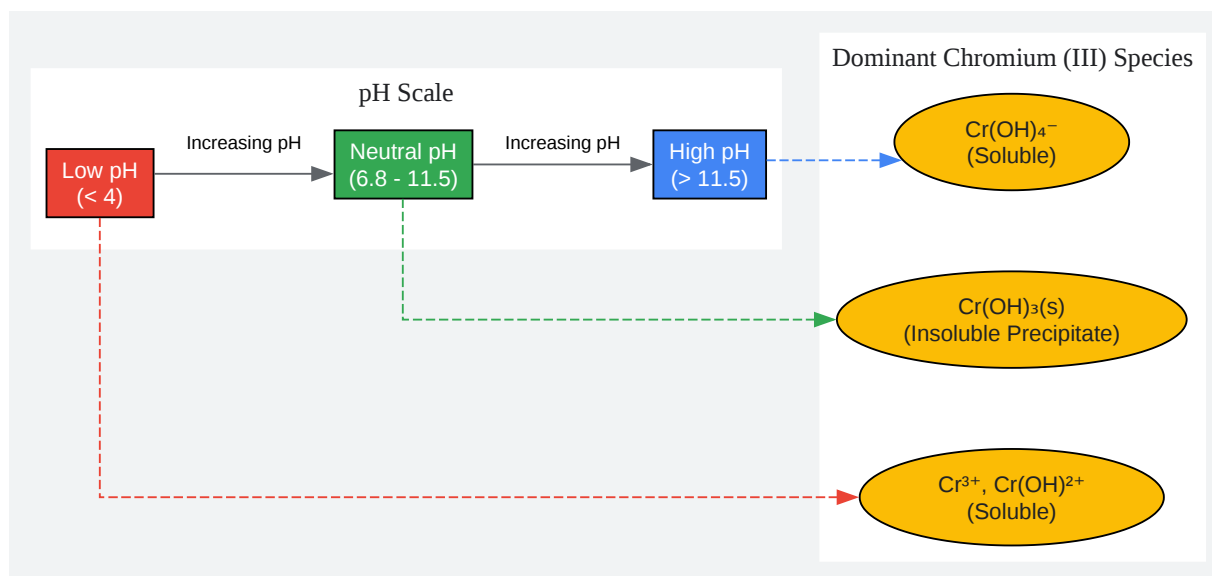 Dominant Chromium (III) Species
pH Scale
Low pH
(< 4)
Increasing pH
Neutral pH
(6.8 - 11.5)
Increasing pH
High pH
(> 11.5)
Cr(OH)₄⁻
(Soluble)
Cr(OH)₃(s)
(Insoluble Precipitate)
Cr³⁺, Cr(OH)²⁺
(Soluble)